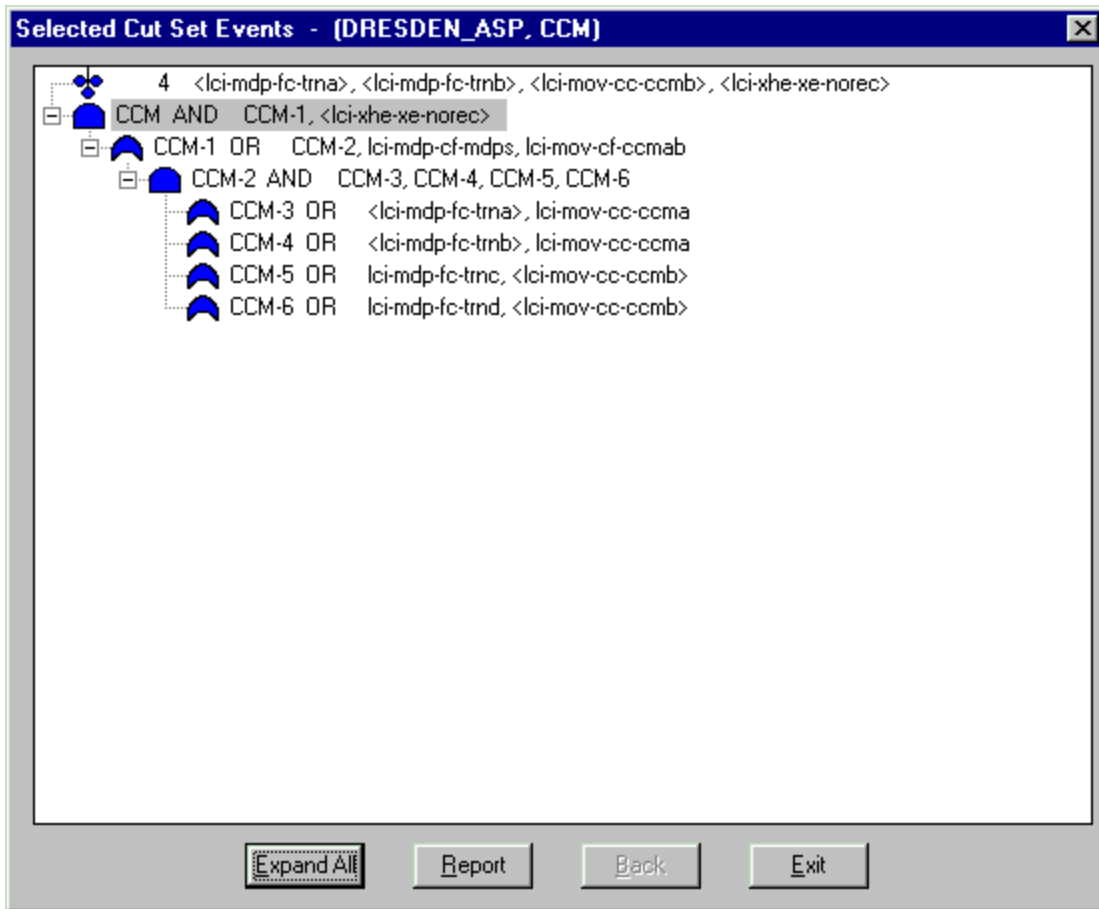 Selected Cut Set Events - (DRESDEN_ASP, CCM)
4 <lci-mdp-fc-trna>, <lci-mdp-fc-trnb>, <lci-mov-cc-ccmb>, <lci-xhe-xe-norec>
CCM AND CCM-1, <lci-xhe-xe-norec>
CCM-1 OR CCM-2, lci-mdp-cf-mdps, lci-mov-cf-ccmab
CCM-2 AND CCM-3, CCM-4, CCM-5, CCM-6
CCM-3 OR <lci-mdp-fc-trna>, lci-mov-cc-ccma
CCM-4 OR <lci-mdp-fc-trnb>, lci-mov-cc-ccma
CCM-5 OR lci-mdp-fc-trnc, <lci-mov-cc-ccmb>
CCM-6 OR lci-mdp-fc-trnd, <lci-mov-cc-ccmb>
Expand All Report Back Exit